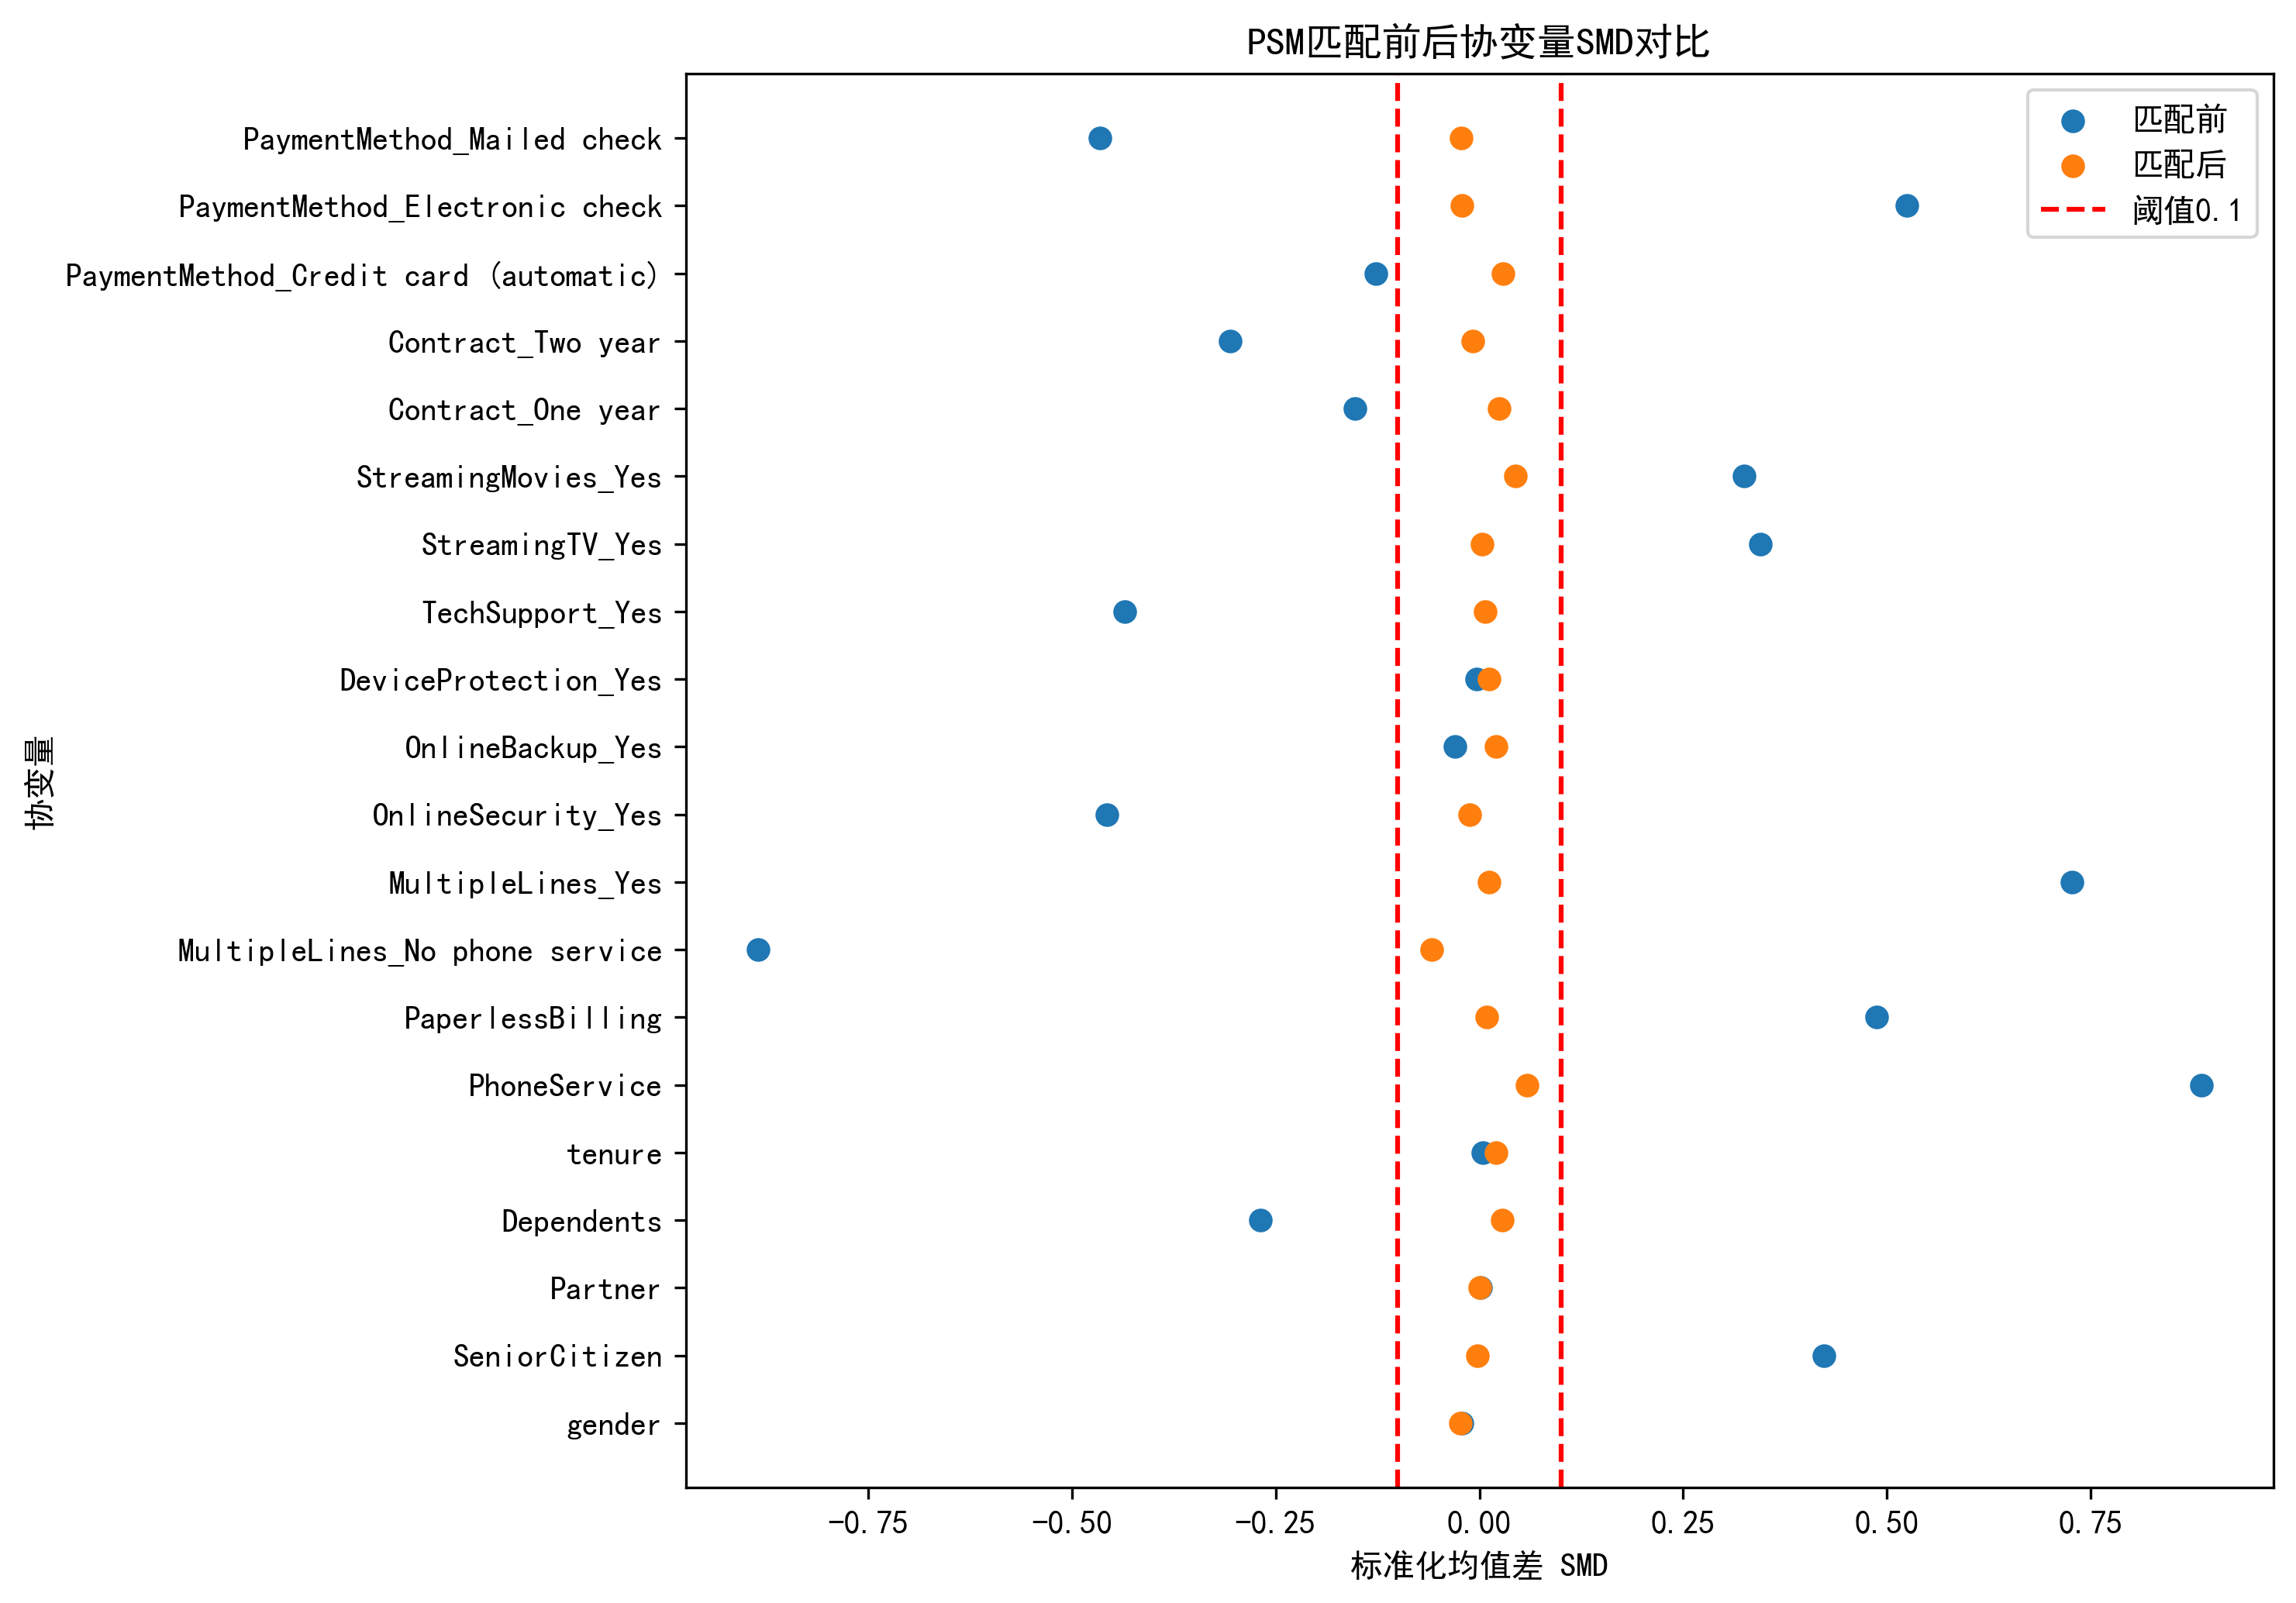 PSM匹配前后协变量SMD对比
匹配前
匹配后
阈值0.1
协变量
PaymentMethod_Mailed check
PaymentMethod_Electronic check
PaymentMethod_Credit card (automatic)
Contract_Two year
Contract_One year
StreamingMovies_Yes
StreamingTV_Yes
TechSupport_Yes
DeviceProtection_Yes
OnlineBackup_Yes
OnlineSecurity_Yes
MultipleLines_Yes
MultipleLines_No phone service
PaperlessBilling
PhoneService
tenure
Dependents
Partner
SeniorCitizen
gender
−0.75 −0.50 −0.25 0.00 0.25 0.50 0.75
标准化均值差 SMD